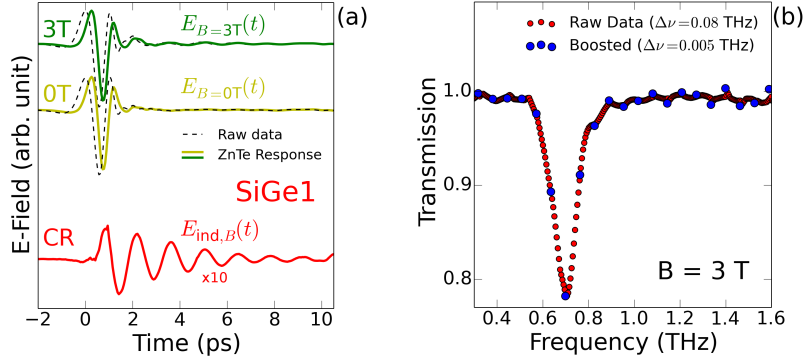 (a)
3T
E_{B=3T}(t)
0T
E_{B=0T}(t)
Raw data
ZnTe Response
SiGe1
CR
E_{ind,B}(t)
x10
E-Field (arb. unit)
−2 0 2 4 6 8 10
Time (ps)
(b)
Raw Data (Δν=0.08 THz)
Boosted (Δν=0.005 THz)
1.0
0.9
0.8
Transmission
B = 3 T
0.4 0.6 0.8 1.0 1.2 1.4 1.6
Frequency (THz)